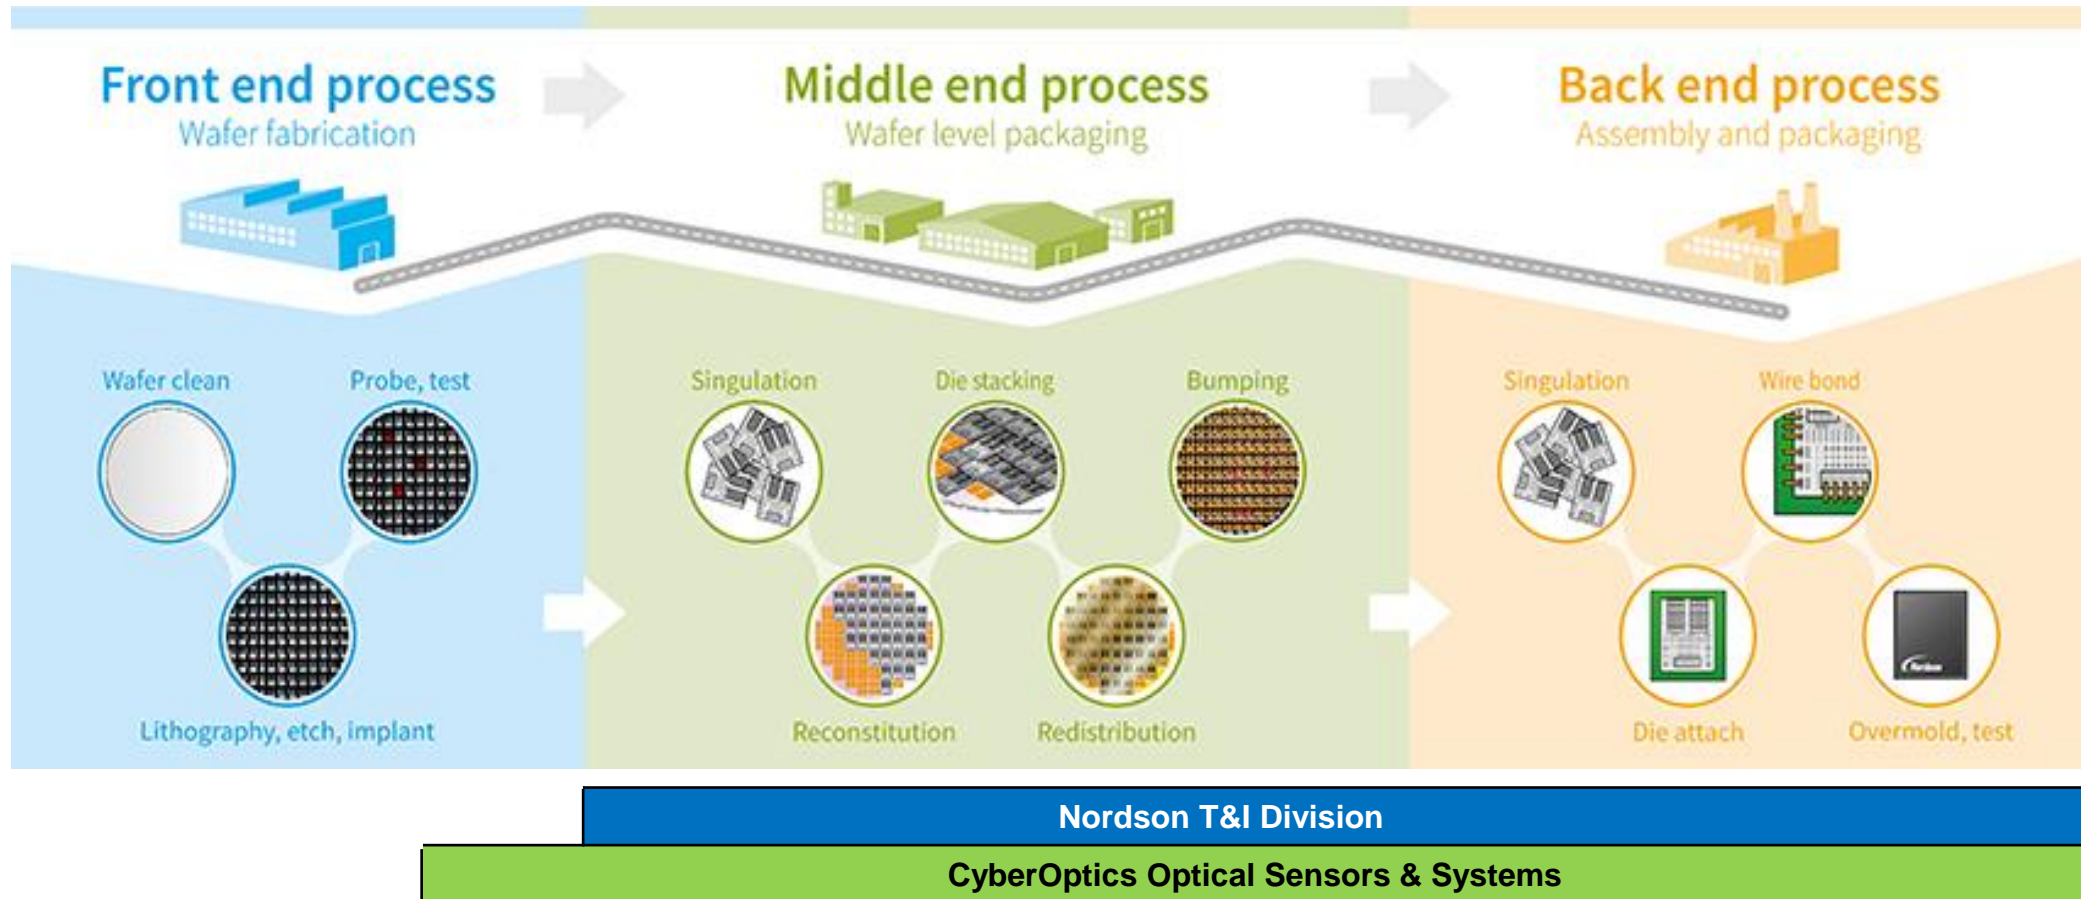 Front end process
Wafer fabrication
Middle end process
Wafer level packaging
Back end process
Assembly and packaging
Wafer clean
Probe, test
Lithography, etch, implant
Singulation
Die stacking
Bumping
Reconstitution
Redistribution
Singulation
Wire bond
Die attach
Overmold, test
Nordson
Nordson T&I Division
CyberOptics Optical Sensors & Systems